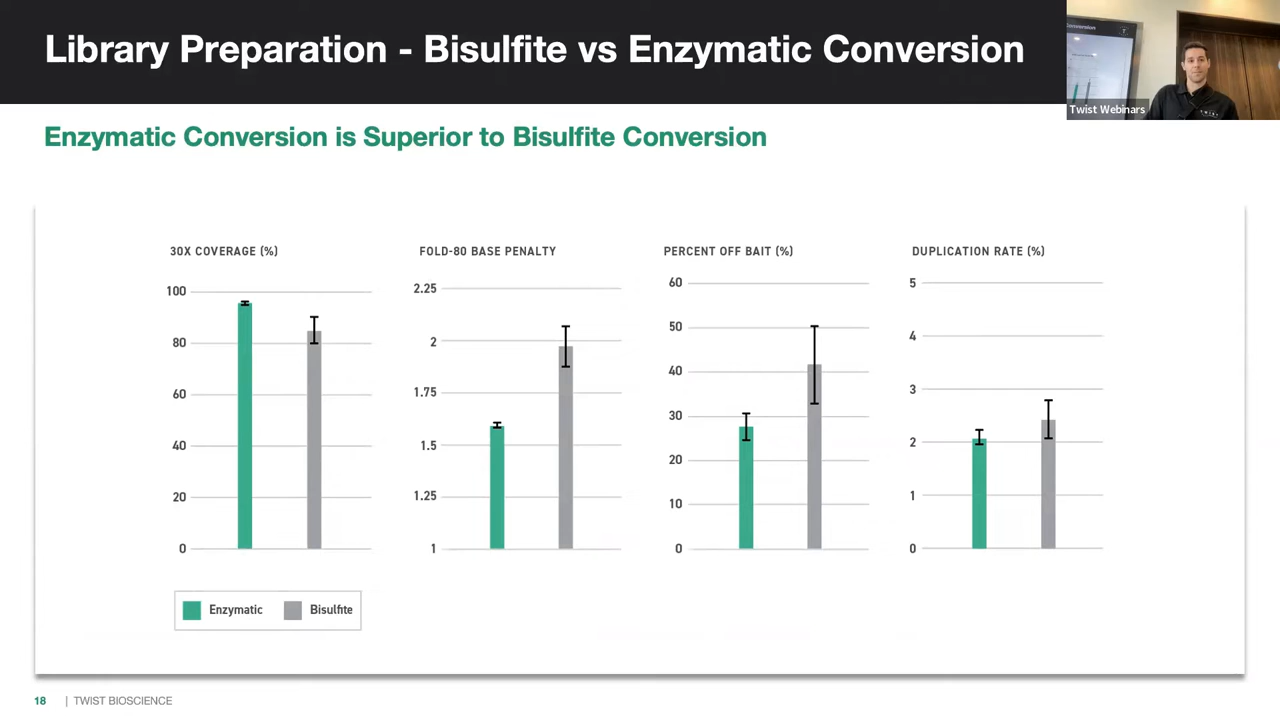 Library Preparation - Bisulfite vs Enzymatic Conversion
Twist Webinars
Enzymatic Conversion is Superior to Bisulfite Conversion
30X COVERAGE (%)
100
80
60
40
20
0
FOLD-80 BASE PENALTY
2.25
2
1.75
1.5
1.25
1
PERCENT OFF BAIT (%)
60
50
40
30
20
10
0
DUPLICATION RATE (%)
5
4
3
2
1
0
Enzymatic
Bisulfite
18 | TWIST BIOSCIENCE